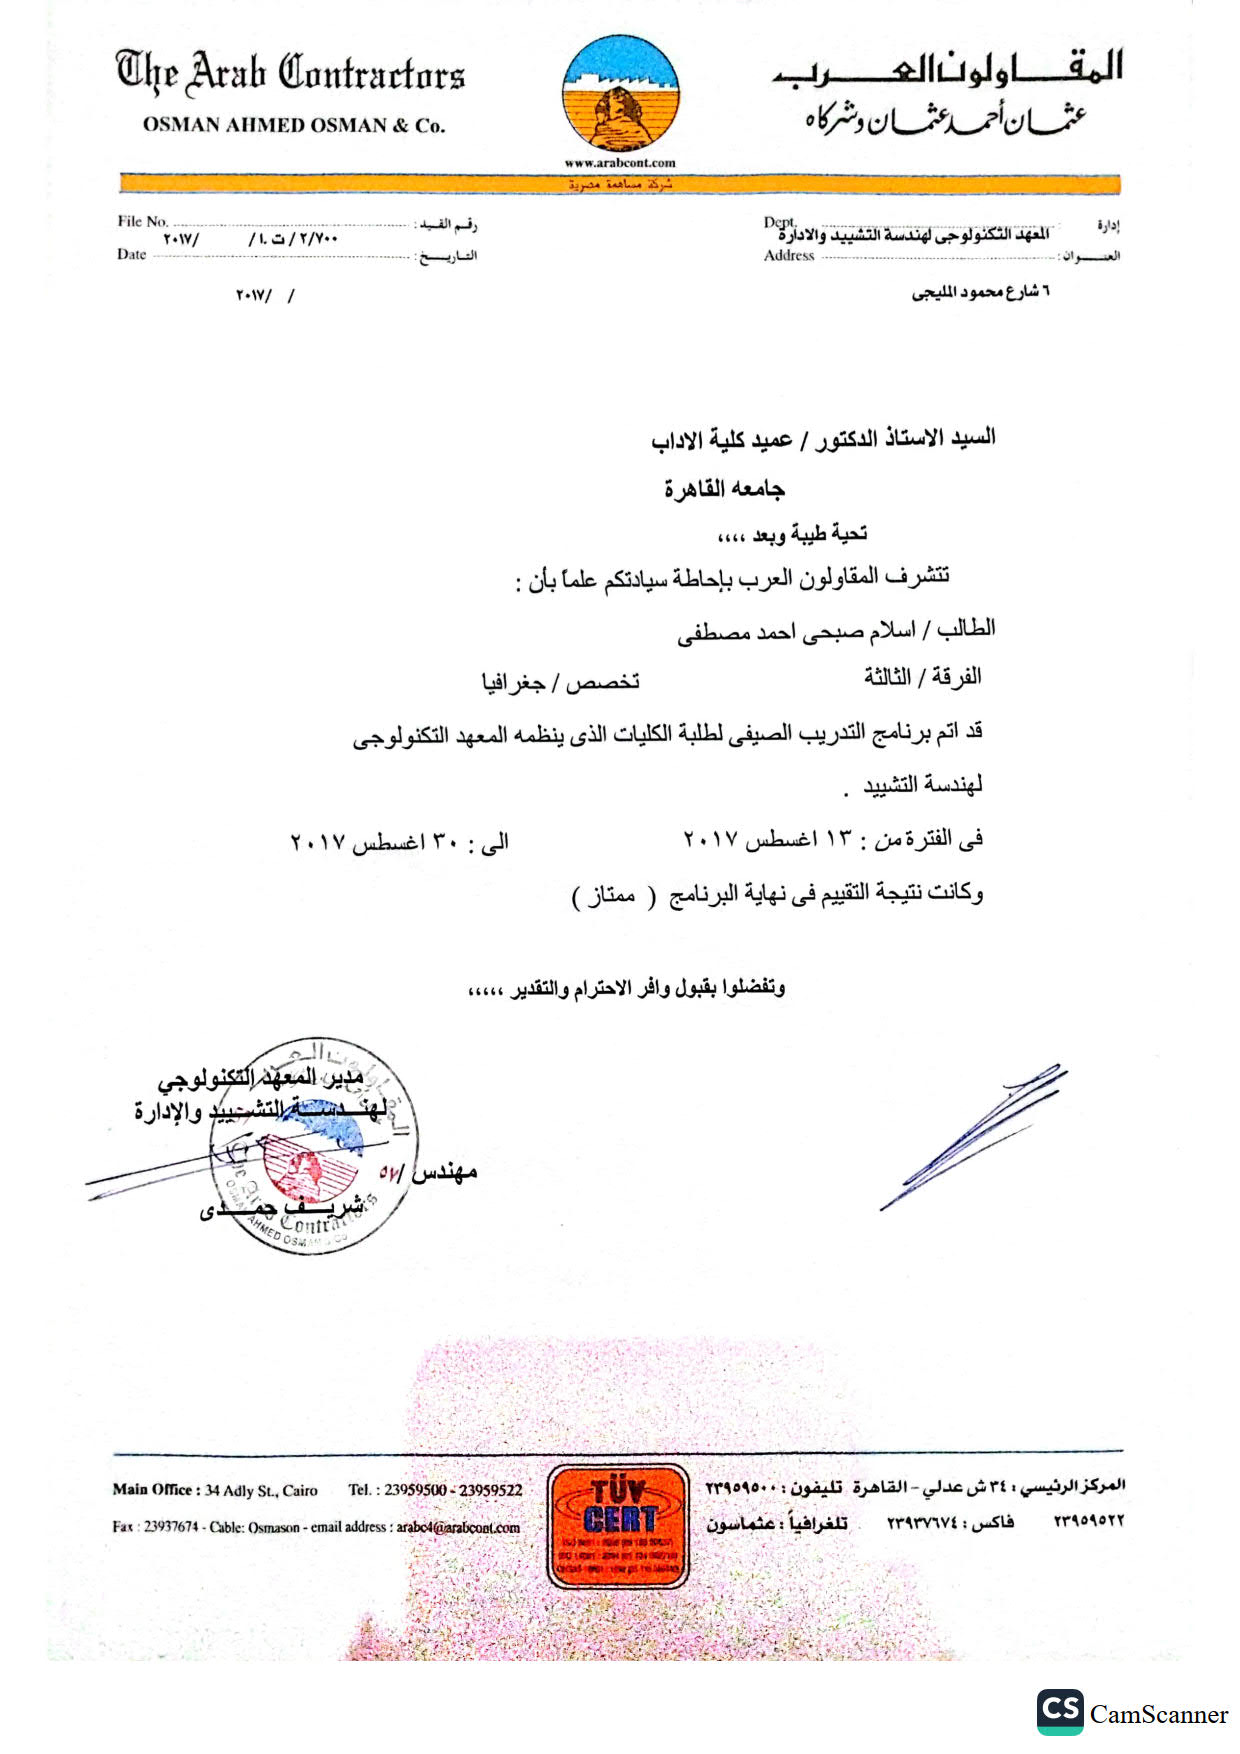 The Arab Contractors
OSMAN AHMED OSMAN & Co.
المقاولون العرب
عثمان أحمد عثمان وشركاه
www.arabcont.com
شركة مساهمة مصرية
File No. رقم القيد :
٢/٧٠٠ / ت ١٠/ /٢٠١٧
Date التاريخ :
/ /٢٠١٧
Dept. إدارة
المعهد التكنولوجى لهندسة التشييد والادارة
Address العنوان :
٦ شارع محمود المليجى
السيد الاستاذ الدكتور / عميد كلية الاداب
جامعه القاهرة
تحية طيبة وبعد ،،،،
تتشرف المقاولون العرب بإحاطة سيادتكم علماً بأن :
الطالب / اسلام صبحى احمد مصطفى
الفرقة / الثالثة تخصص / جغرافيا
قد اتم برنامج التدريب الصيفى لطلبة الكليات الذى ينظمه المعهد التكنولوجى
لهندسة التشييد .
فى الفترة من : ١٣ اغسطس ٢٠١٧ الى : ٣٠ اغسطس ٢٠١٧
وكانت نتيجة التقييم فى نهاية البرنامج ( ممتاز )
وتفضلوا بقبول وافر الاحترام والتقدير ،،،،،
مدير المعهد التكنولوجي
لهندسة التشييد والإدارة
مهندس / ٥٧
شريف حمدى
المقاولون العرب
The Arab Contractors
OSMAN AHMED OSMAN & CO
Main Office : 34 Adly St., Cairo Tel. : 23959500 - 23959522
Fax : 23937674 - Cable: Osmason - email address : arabc4@arabcont.com
TÜV
CERT
المركز الرئيسي : ٣٤ ش عدلي - القاهرة تليفون : ٢٣٩٥٩٥٠٠
٢٣٩٥٩٥٢٢ فاكس : ٢٣٩٣٧٦٧٤ تلغرافياً : عثماسون
CS CamScanner